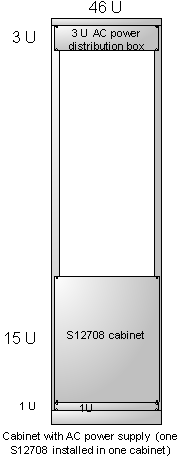 46 U
3 U
3 U AC power
distribution box
S12708 cabinet
15 U
1 U
1U
Cabinet with AC power supply (one
S12708 installed in one cabinet)